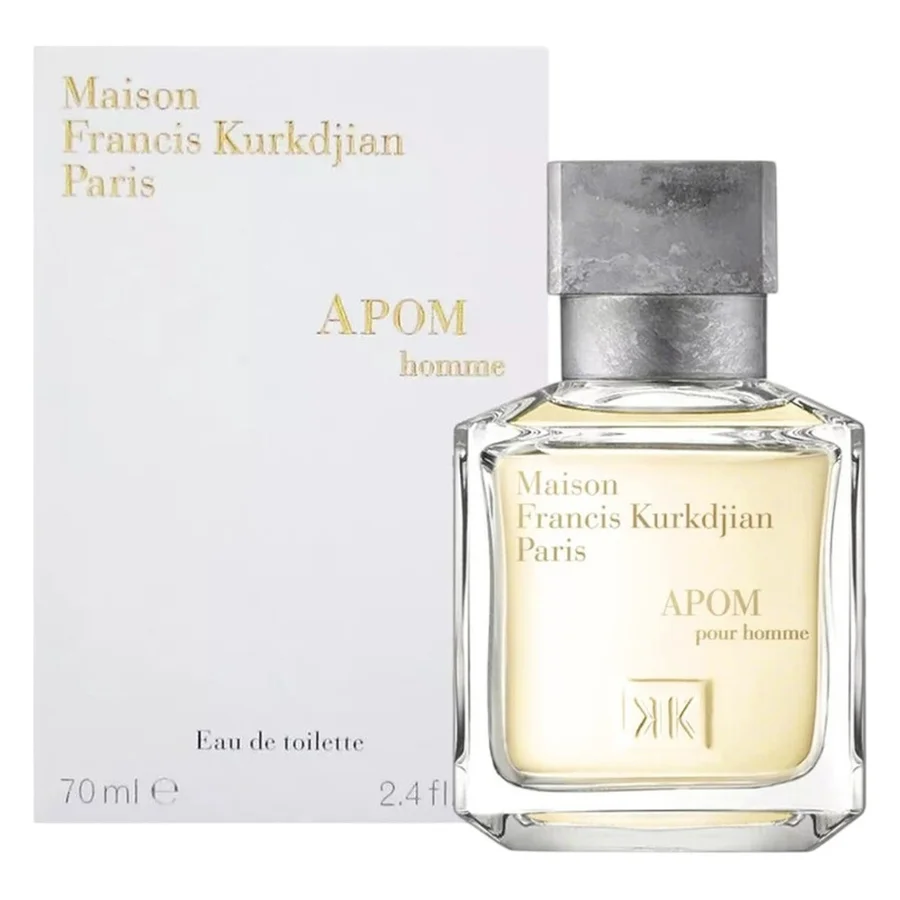 Maison
Francis Kurkdjian
Paris
APOM
homme
Eau de toilette
70 ml ℮
2.4 fl
Maison
Francis Kurkdjian
Paris
APOM
pour homme
KK